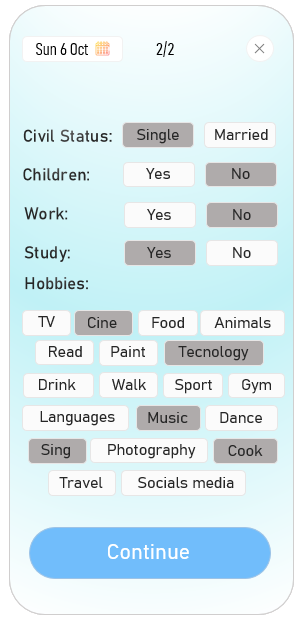 Sun 6 Oct 2/2
Civil Status: Single Married
Children: Yes No
Work: Yes No
Study: Yes No
Hobbies:
TV Cine Food Animals
Read Paint Tecnology
Drink Walk Sport Gym
Languages Music Dance
Sing Photography Cook
Travel Socials media
Continue